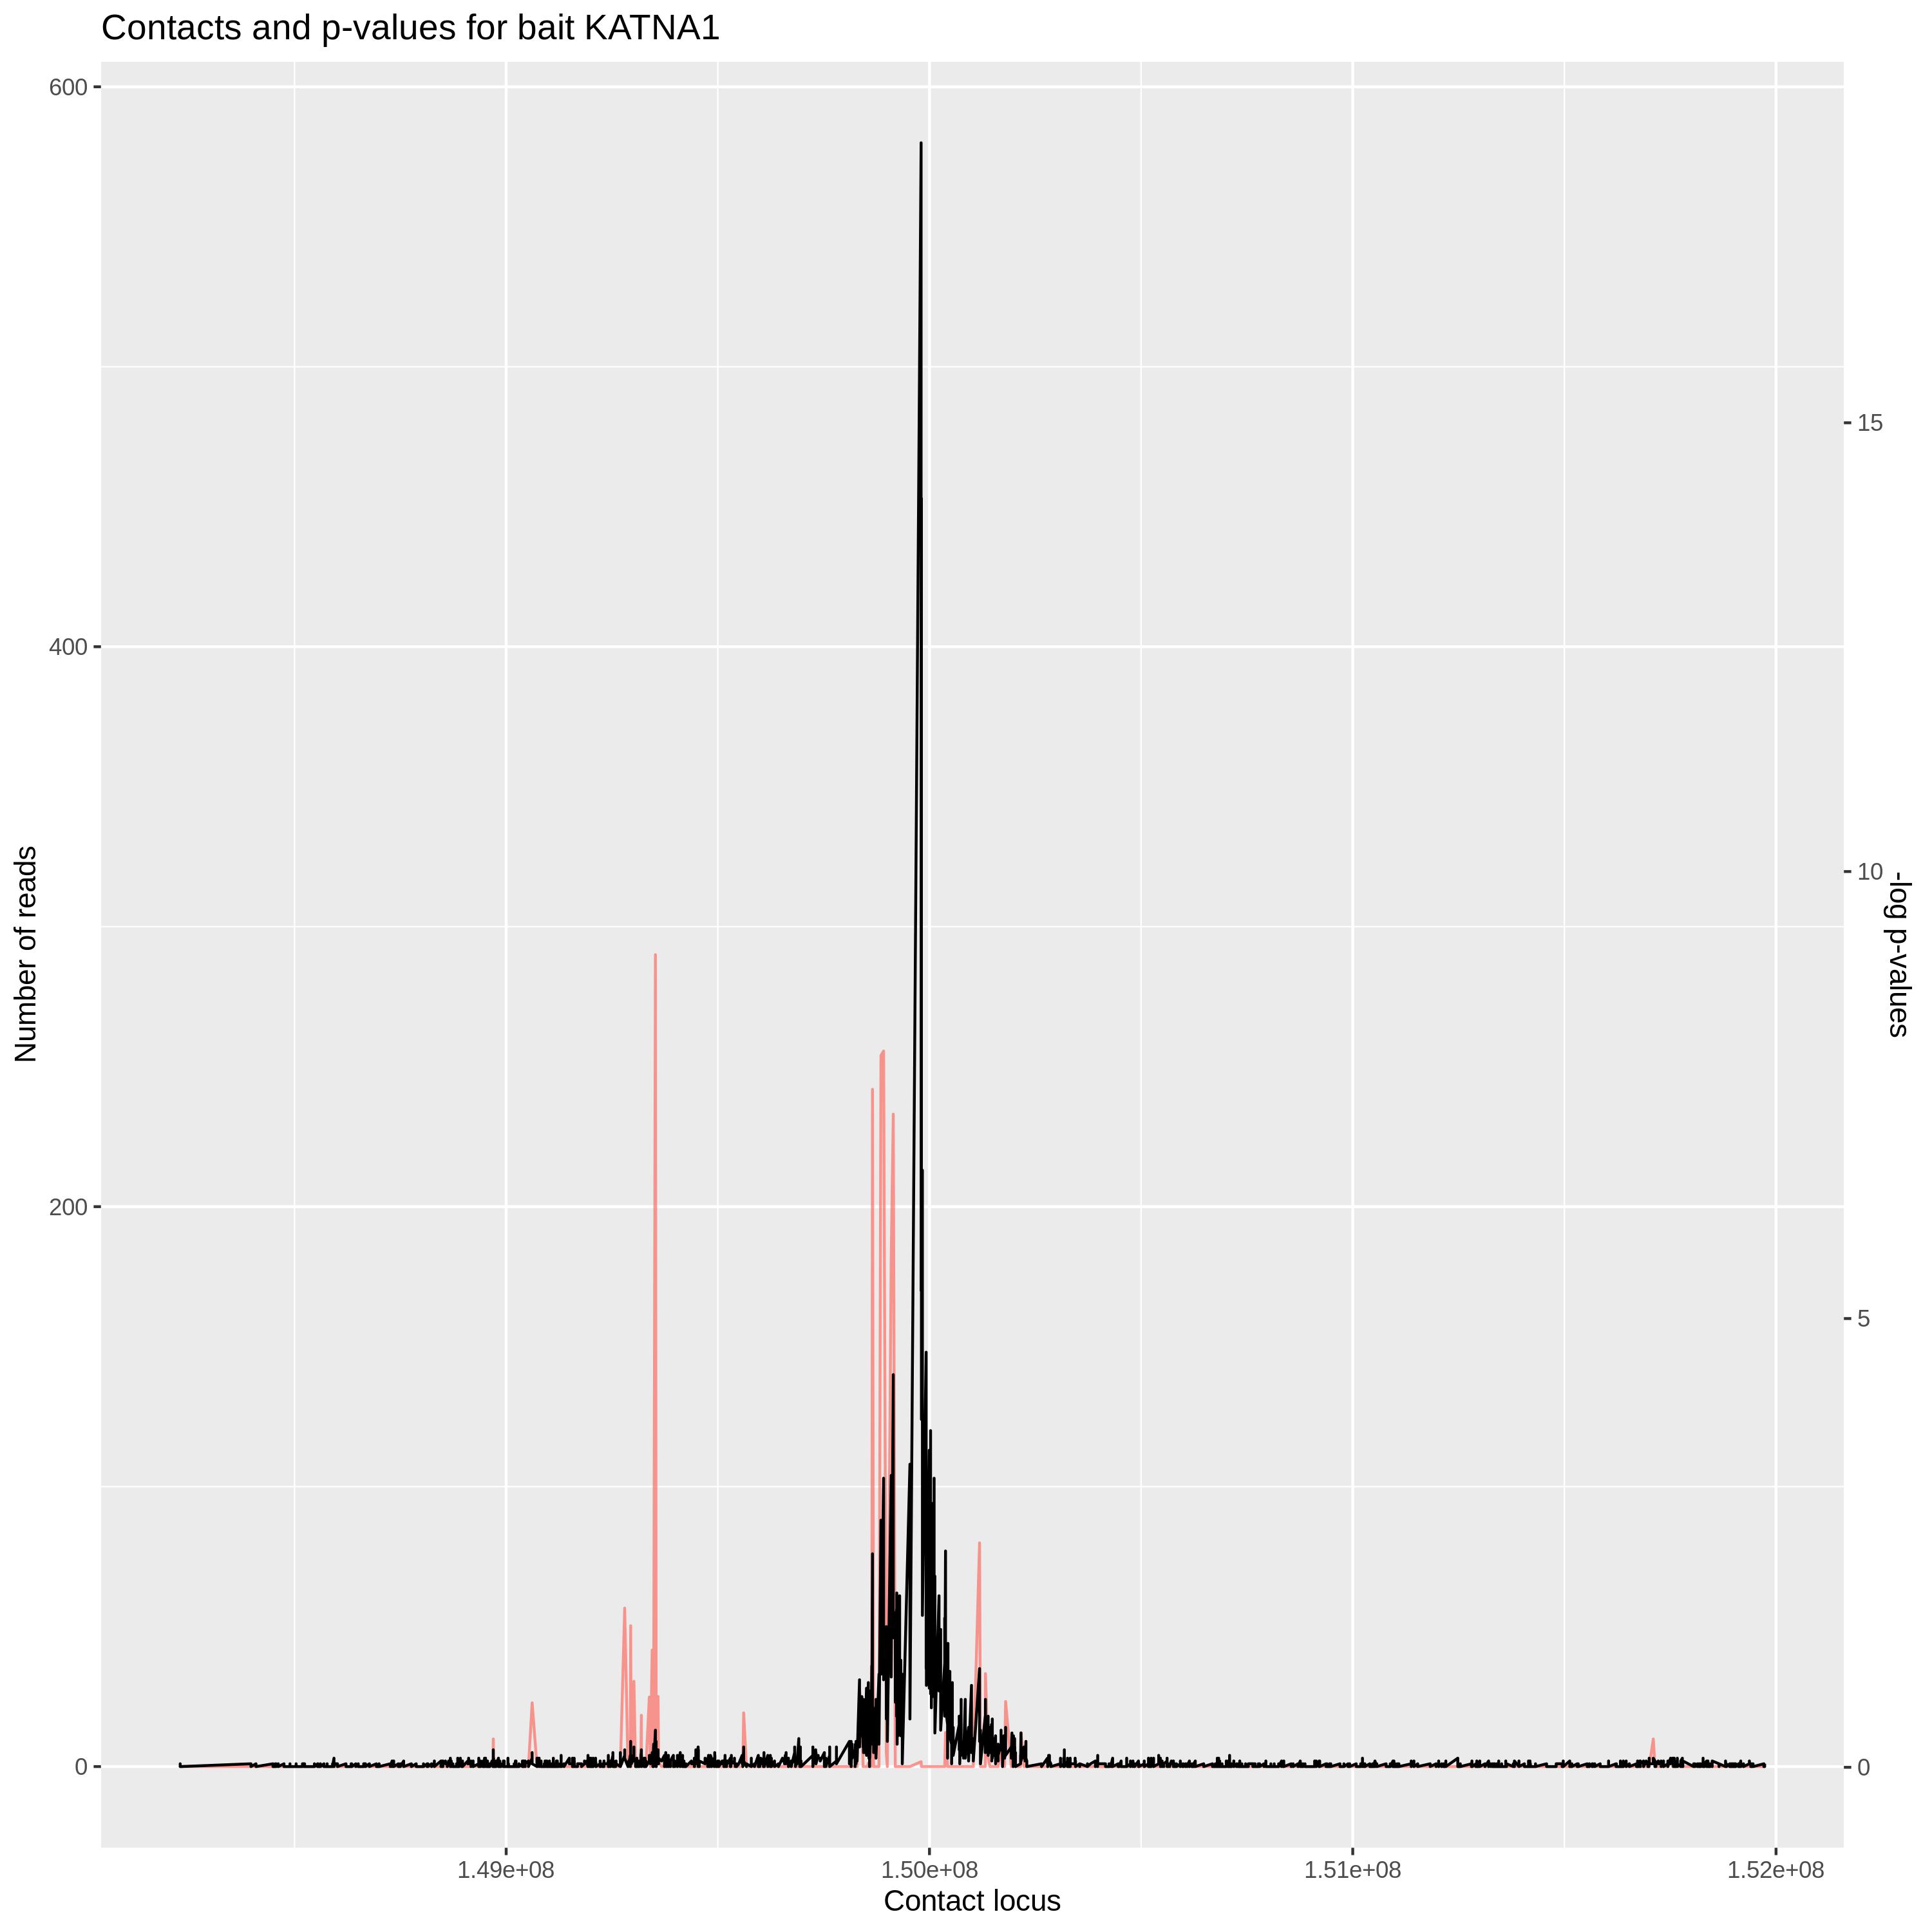 Contacts and p-values for bait KATNA1
600
400
200
0
Number of reads
15
10
5
0
-log p-values
1.49e+08
1.50e+08
1.51e+08
1.52e+08
Contact locus